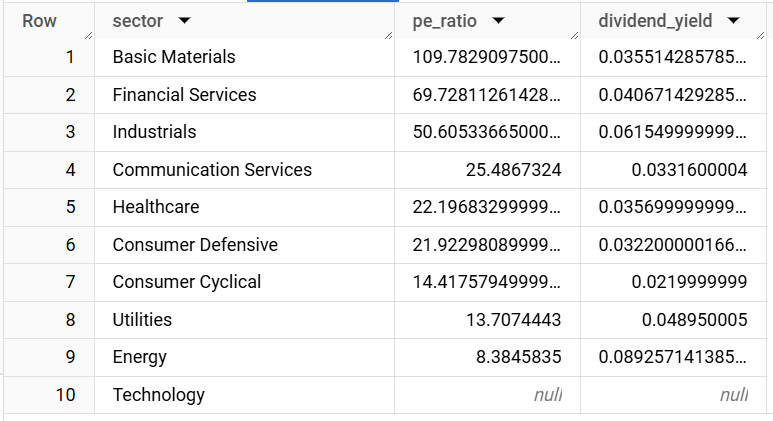 Row sector pe_ratio dividend_yield
1 Basic Materials 109.7829097500... 0.035514285785...
2 Financial Services 69.72811261428... 0.040671429285...
3 Industrials 50.60533665000... 0.061549999999...
4 Communication Services 25.4867324 0.0331600004
5 Healthcare 22.19683299999... 0.035699999999...
6 Consumer Defensive 21.92298089999... 0.032200000166...
7 Consumer Cyclical 14.41757949999... 0.0219999999
8 Utilities 13.7074443 0.048950005
9 Energy 8.3845835 0.089257141385...
10 Technology null null